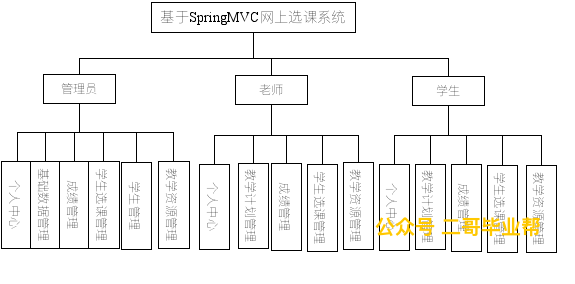 基于SpringMVC网上选课系统
管理员
老师
学生
个人中心
基础数据管理
成绩管理
学生选课管理
学生管理
教学资源管理
个人中心
教学计划管理
成绩管理
学生选课管理
教学资源管理
个人中心
教学计划管理
成绩管理
学生选课管理
教学资源管理
公众号 二哥毕业帮